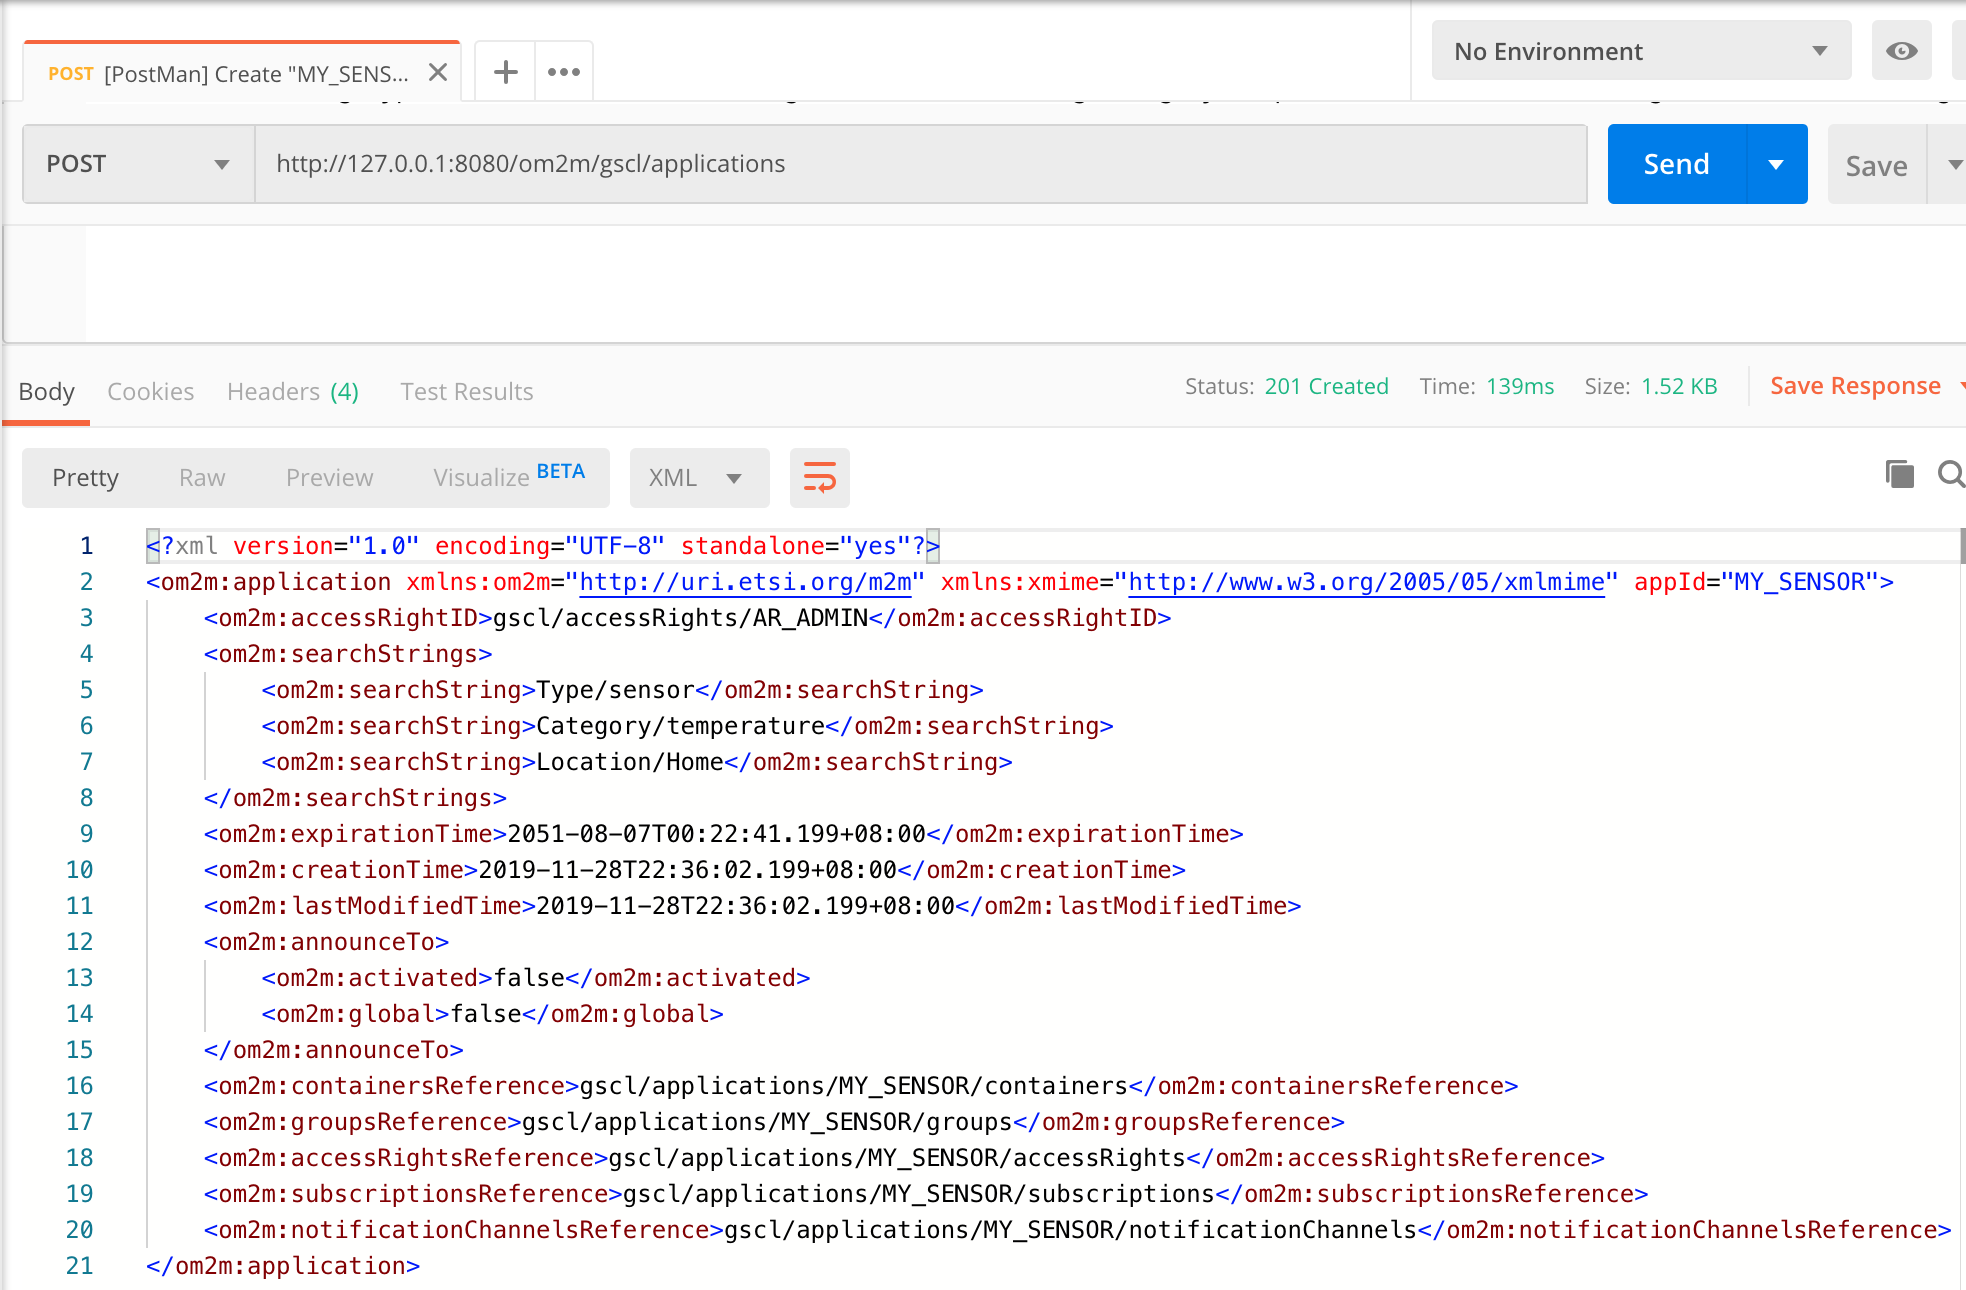 POST [PostMan] Create "MY_SENS...
No Environment
POST http://127.0.0.1:8080/om2m/gscl/applications Send Save
Body Cookies Headers (4) Test Results Status: 201 Created Time: 139ms Size: 1.52 KB Save Response
Pretty Raw Preview Visualize BETA XML
1 <?xml version="1.0" encoding="UTF-8" standalone="yes"?>
2 <om2m:application xmlns:om2m="http://uri.etsi.org/m2m" xmlns:xmime="http://www.w3.org/2005/05/xmlmime" appId="MY_SENSOR">
3 <om2m:accessRightID>gscl/accessRights/AR_ADMIN</om2m:accessRightID>
4 <om2m:searchStrings>
5 <om2m:searchString>Type/sensor</om2m:searchString>
6 <om2m:searchString>Category/temperature</om2m:searchString>
7 <om2m:searchString>Location/Home</om2m:searchString>
8 </om2m:searchStrings>
9 <om2m:expirationTime>2051-08-07T00:22:41.199+08:00</om2m:expirationTime>
10 <om2m:creationTime>2019-11-28T22:36:02.199+08:00</om2m:creationTime>
11 <om2m:lastModifiedTime>2019-11-28T22:36:02.199+08:00</om2m:lastModifiedTime>
12 <om2m:announceTo>
13 <om2m:activated>false</om2m:activated>
14 <om2m:global>false</om2m:global>
15 </om2m:announceTo>
16 <om2m:containersReference>gscl/applications/MY_SENSOR/containers</om2m:containersReference>
17 <om2m:groupsReference>gscl/applications/MY_SENSOR/groups</om2m:groupsReference>
18 <om2m:accessRightsReference>gscl/applications/MY_SENSOR/accessRights</om2m:accessRightsReference>
19 <om2m:subscriptionsReference>gscl/applications/MY_SENSOR/subscriptions</om2m:subscriptionsReference>
20 <om2m:notificationChannelsReference>gscl/applications/MY_SENSOR/notificationChannels</om2m:notificationChannelsReference>
21 </om2m:application>